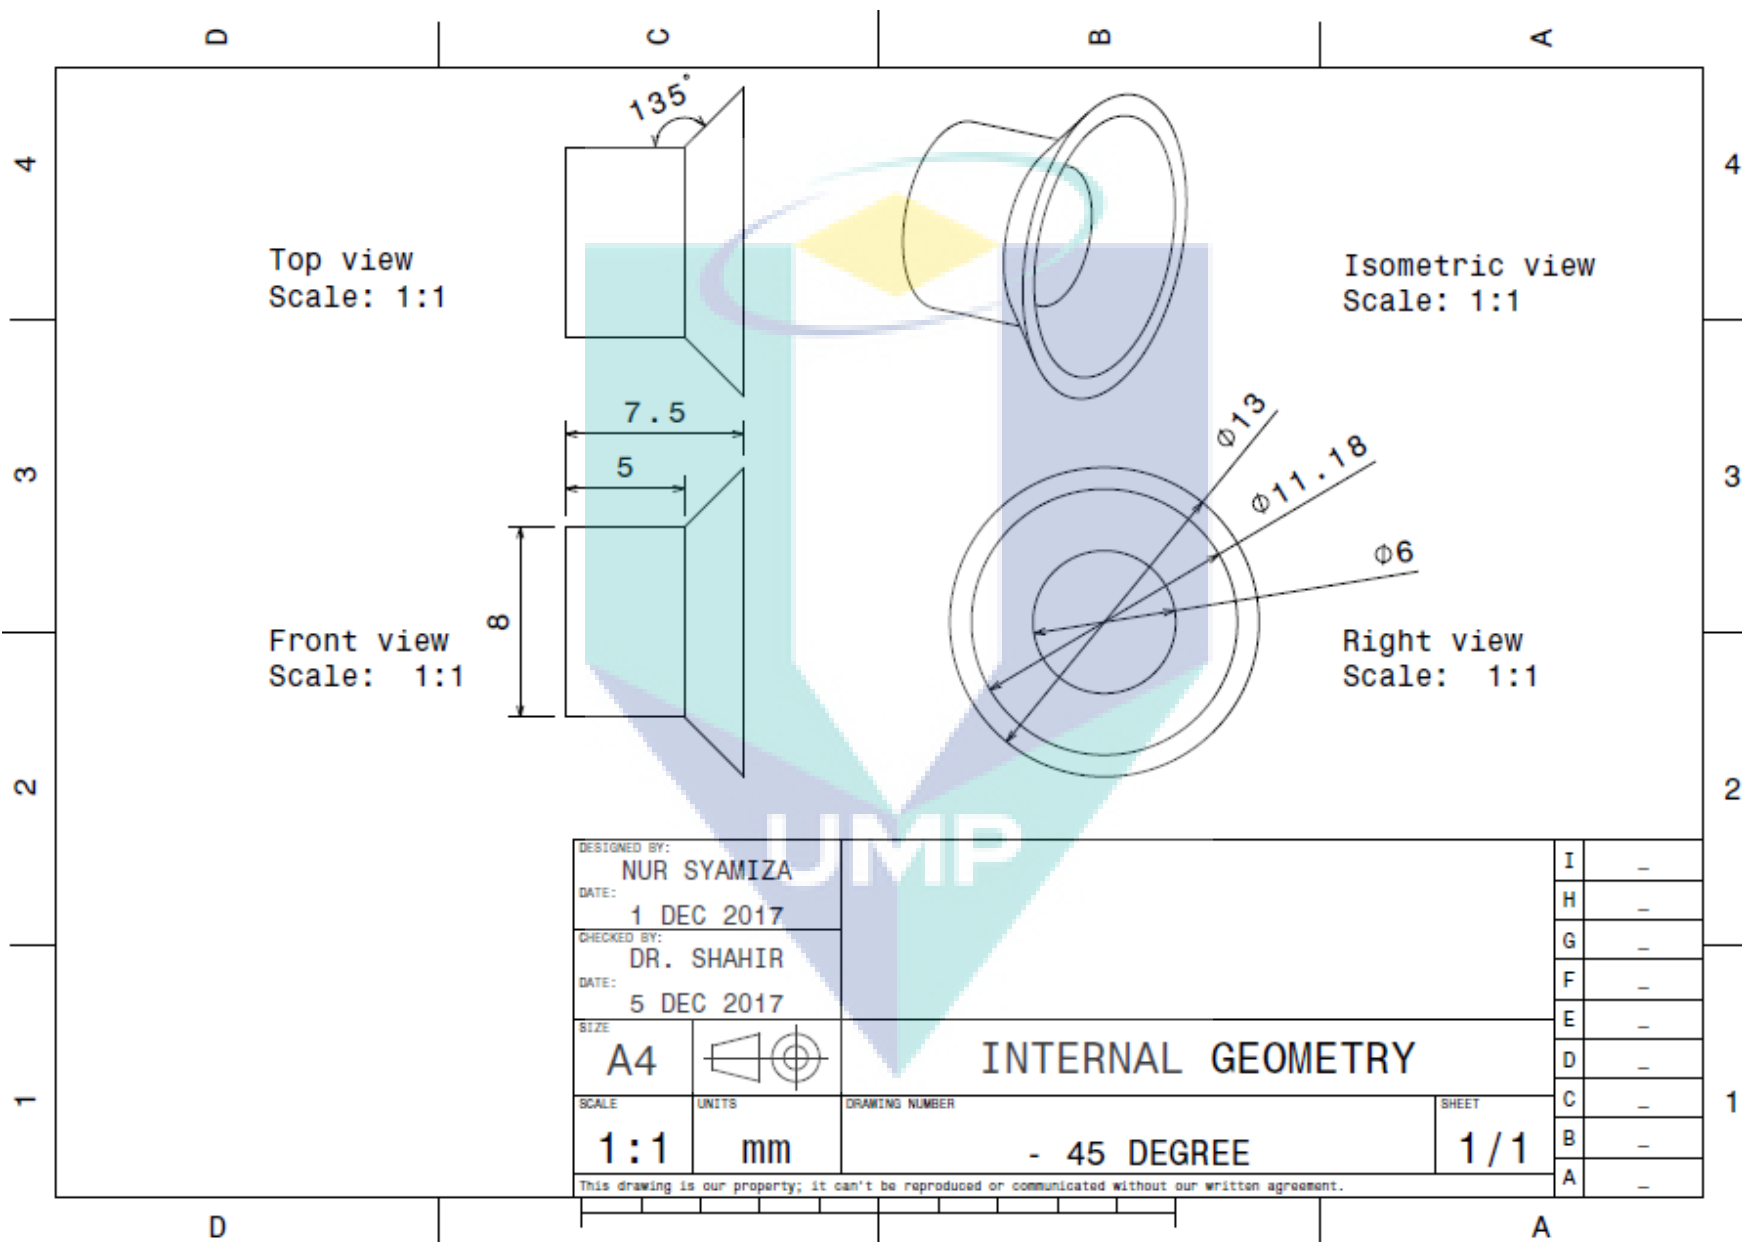 D C B A
4 4
135°
Top view
Scale: 1:1
Isometric view
Scale: 1:1
7.5
5
Ø13
Ø11.18
Ø6
3 3
8
Front view
Scale: 1:1
Right view
Scale: 1:1
2 2
UMP
DESIGNED BY:
NUR SYAMIZA
DATE:
1 DEC 2017
CHECKED BY:
DR. SHAHIR
DATE:
5 DEC 2017
SIZE
A4
INTERNAL GEOMETRY
SCALE
1:1
UNITS
mm
DRAWING NUMBER
- 45 DEGREE
SHEET
1/1
I _
H _
G _
F _
E _
D _
C _
B _
A _
This drawing is our property; it can't be reproduced or communicated without our written agreement.
1 1
D A